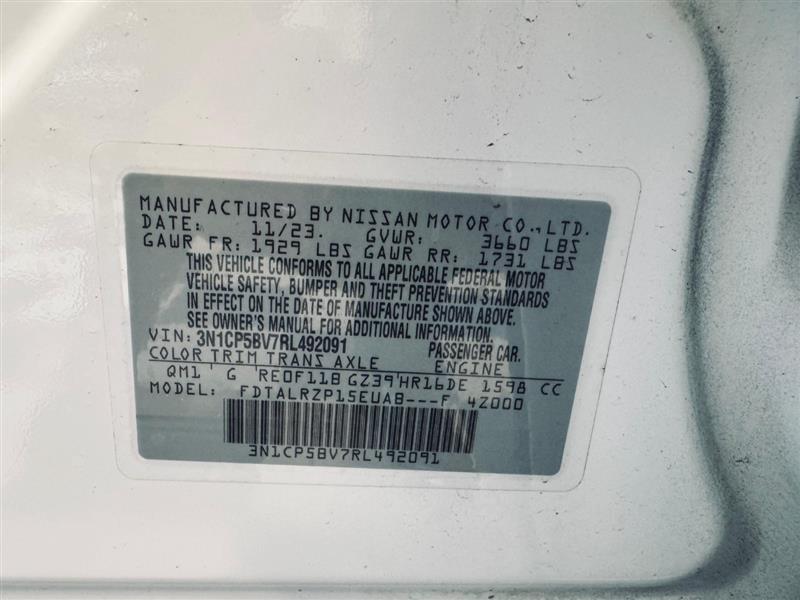 MANUFACTURED BY NISSAN MOTOR CO., LTD.
DATE: 11/23. GVWR: 3660 LBS
GAWR FR: 1929 LBS GAWR RR: 1731 LBS
THIS VEHICLE CONFORMS TO ALL APPLICABLE FEDERAL MOTOR
VEHICLE SAFETY, BUMPER AND THEFT PREVENTION STANDARDS
IN EFFECT ON THE DATE OF MANUFACTURE SHOWN ABOVE.
SEE OWNER'S MANUAL FOR ADDITIONAL INFORMATION.
VIN: 3N1CP5BV7RL492091 PASSENGER CAR.
COLOR TRIM TRANS AXLE ENGINE
QM1 ' G 'RE0F11B GZ39'HR16DE 1598 CC
MODEL: FDTALRZP15EUAB---F 42000
3N1CP5BV7RL492091